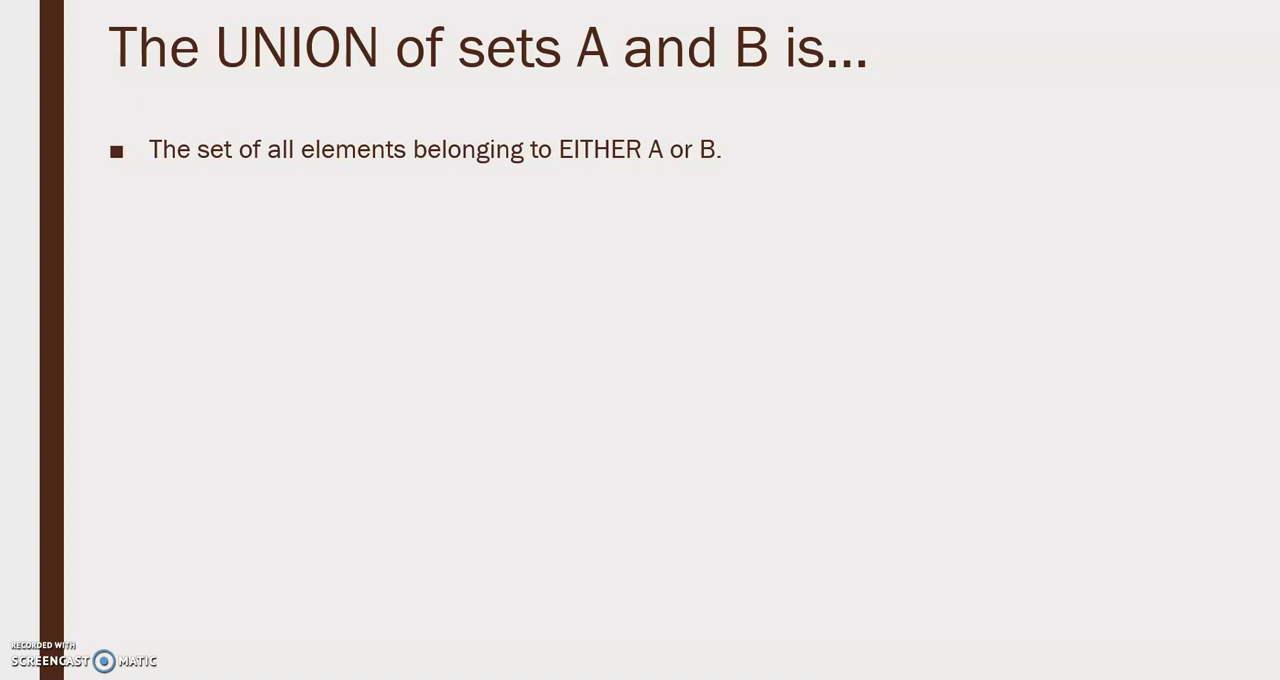 The UNION of sets A and B is...
■ The set of all elements belonging to EITHER A or B.
RECORDED WITH
SCREENCAST MATIC